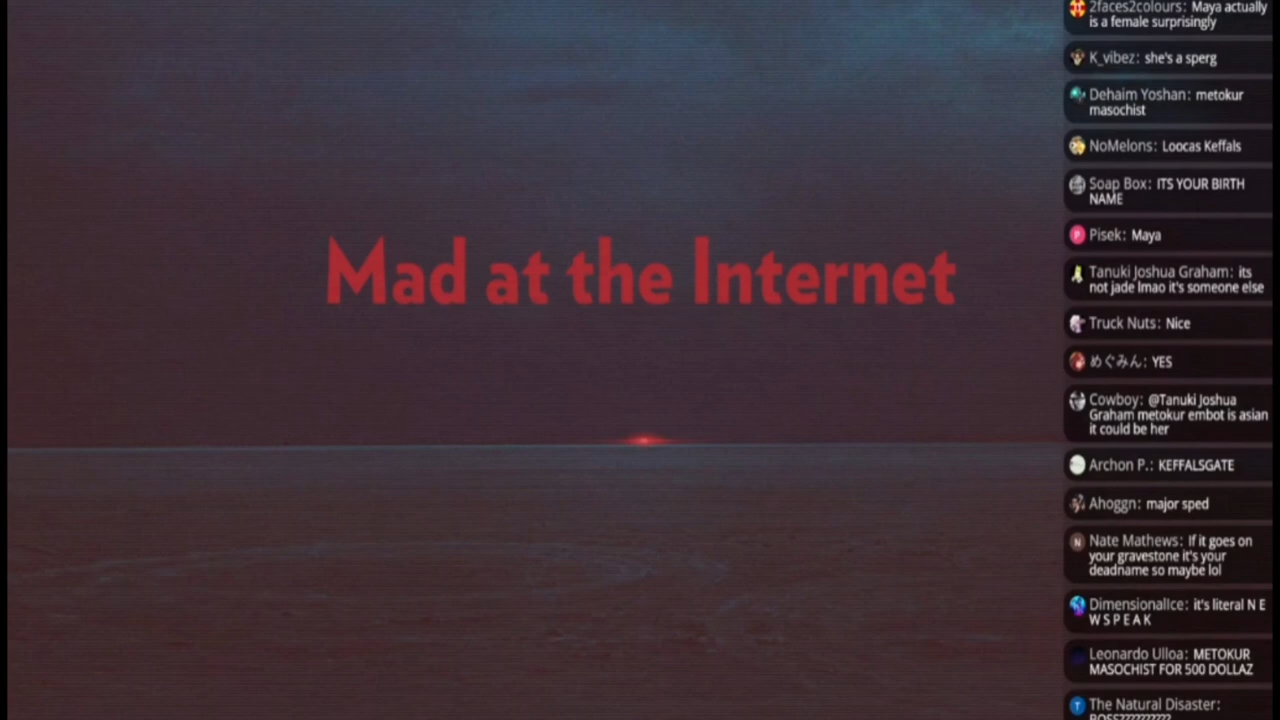 Mad at the Internet
2faces2colours: Maya actually
is a female surprisingly
K_vibez: she's a sperg
Dehaim Yoshan: metokur
masochist
NoMelons: Loocas Keffals
Soap Box: ITS YOUR BIRTH
NAME
P
Pisek: Maya
Tanuki Joshua Graham: its
not jade lmao it's someone else
Truck Nuts: Nice
めぐみん: YES
Cowboy: @Tanuki Joshua
Graham metokur embot is asian
it could be her
Archon P.: KEFFALSGATE
Ahoggn: major sped
N
Nate Mathews: If it goes on
your gravestone it's your
deadname so maybe lol
DimensionalIce: it's literal N E
W S P E A K
Leonardo Ulloa: METOKUR
MASOCHIST FOR 500 DOLLAZ
T
The Natural Disaster: